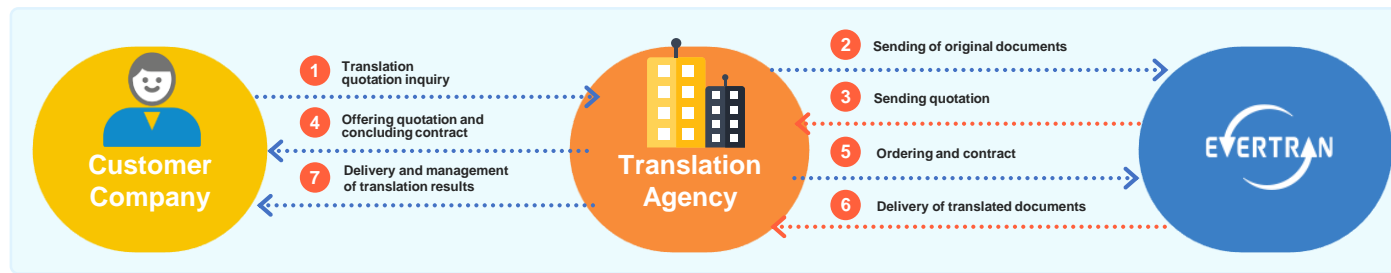 Customer
Company
1
Translation
quotation inquiry
4
Offering quotation and
concluding contract
7
Delivery and management
of translation results
Translation
Agency
2
Sending of original documents
3
Sending quotation
5
Ordering and contract
6
Delivery of translated documents
EVERTRAN